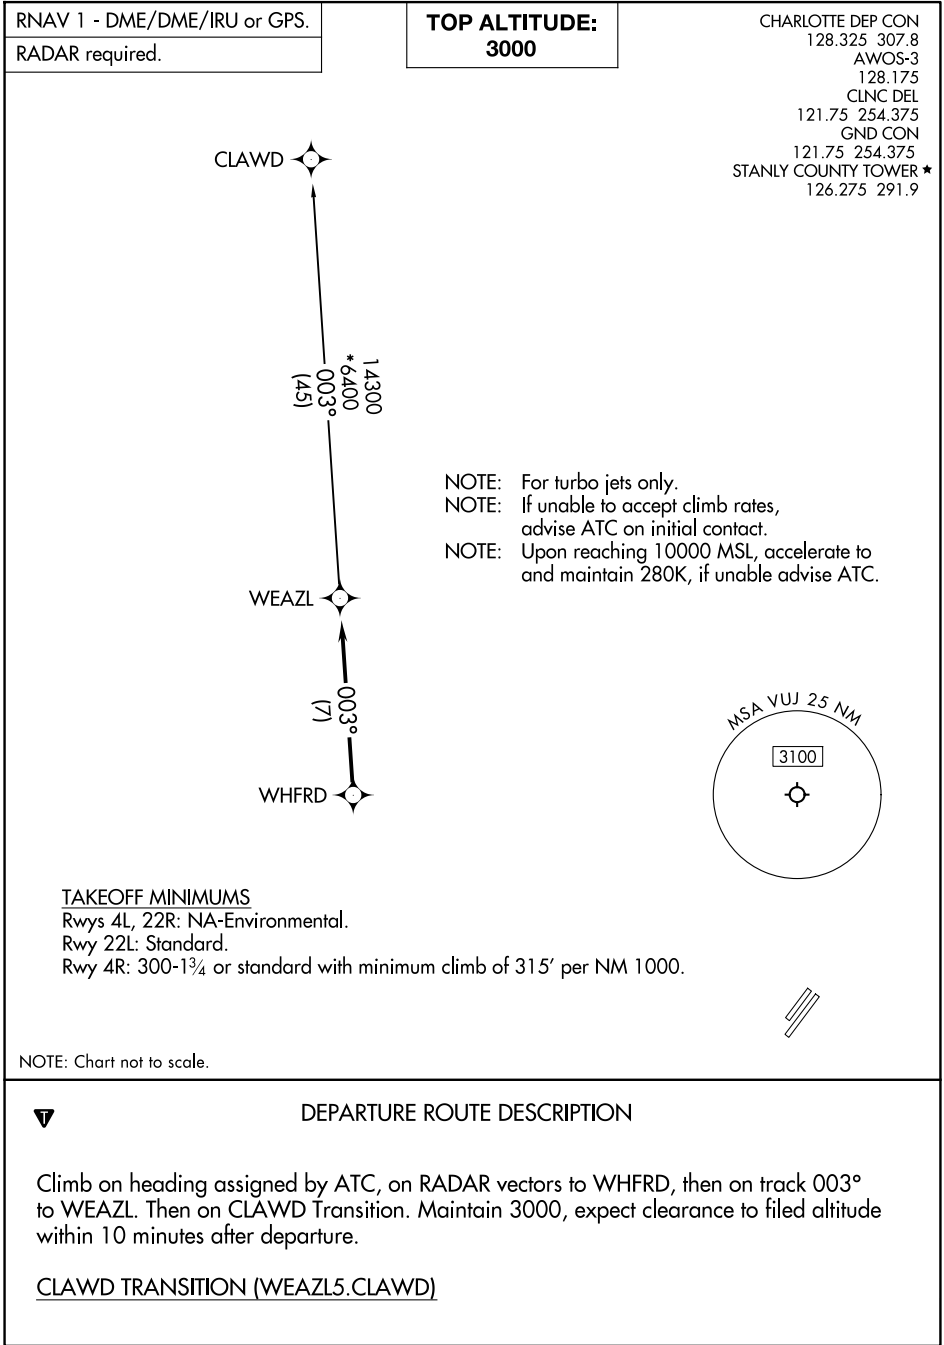 RNAV 1 - DME/DME/IRU or GPS.
RADAR required.
TOP ALTITUDE:
3000
CHARLOTTE DEP CON
128.325 307.8
AWOS-3
128.175
CLNC DEL
121.75 254.375
GND CON
121.75 254.375
STANLY COUNTY TOWER ★
126.275 291.9
CLAWD
14300
*6400
003°
(45)
NOTE: For turbo jets only.
NOTE: If unable to accept climb rates,
advise ATC on initial contact.
NOTE: Upon reaching 10000 MSL, accelerate to
and maintain 280K, if unable advise ATC.
WEAZL
003°
(7)
WHFRD
MSA VUJ 25 NM
3100
TAKEOFF MINIMUMS
Rwys 4L, 22R: NA-Environmental.
Rwy 22L: Standard.
Rwy 4R: 300-1¾ or standard with minimum climb of 315' per NM 1000.
NOTE: Chart not to scale.
T
DEPARTURE ROUTE DESCRIPTION
Climb on heading assigned by ATC, on RADAR vectors to WHFRD, then on track 003°
to WEAZL. Then on CLAWD Transition. Maintain 3000, expect clearance to filed altitude
within 10 minutes after departure.
CLAWD TRANSITION (WEAZL5.CLAWD)